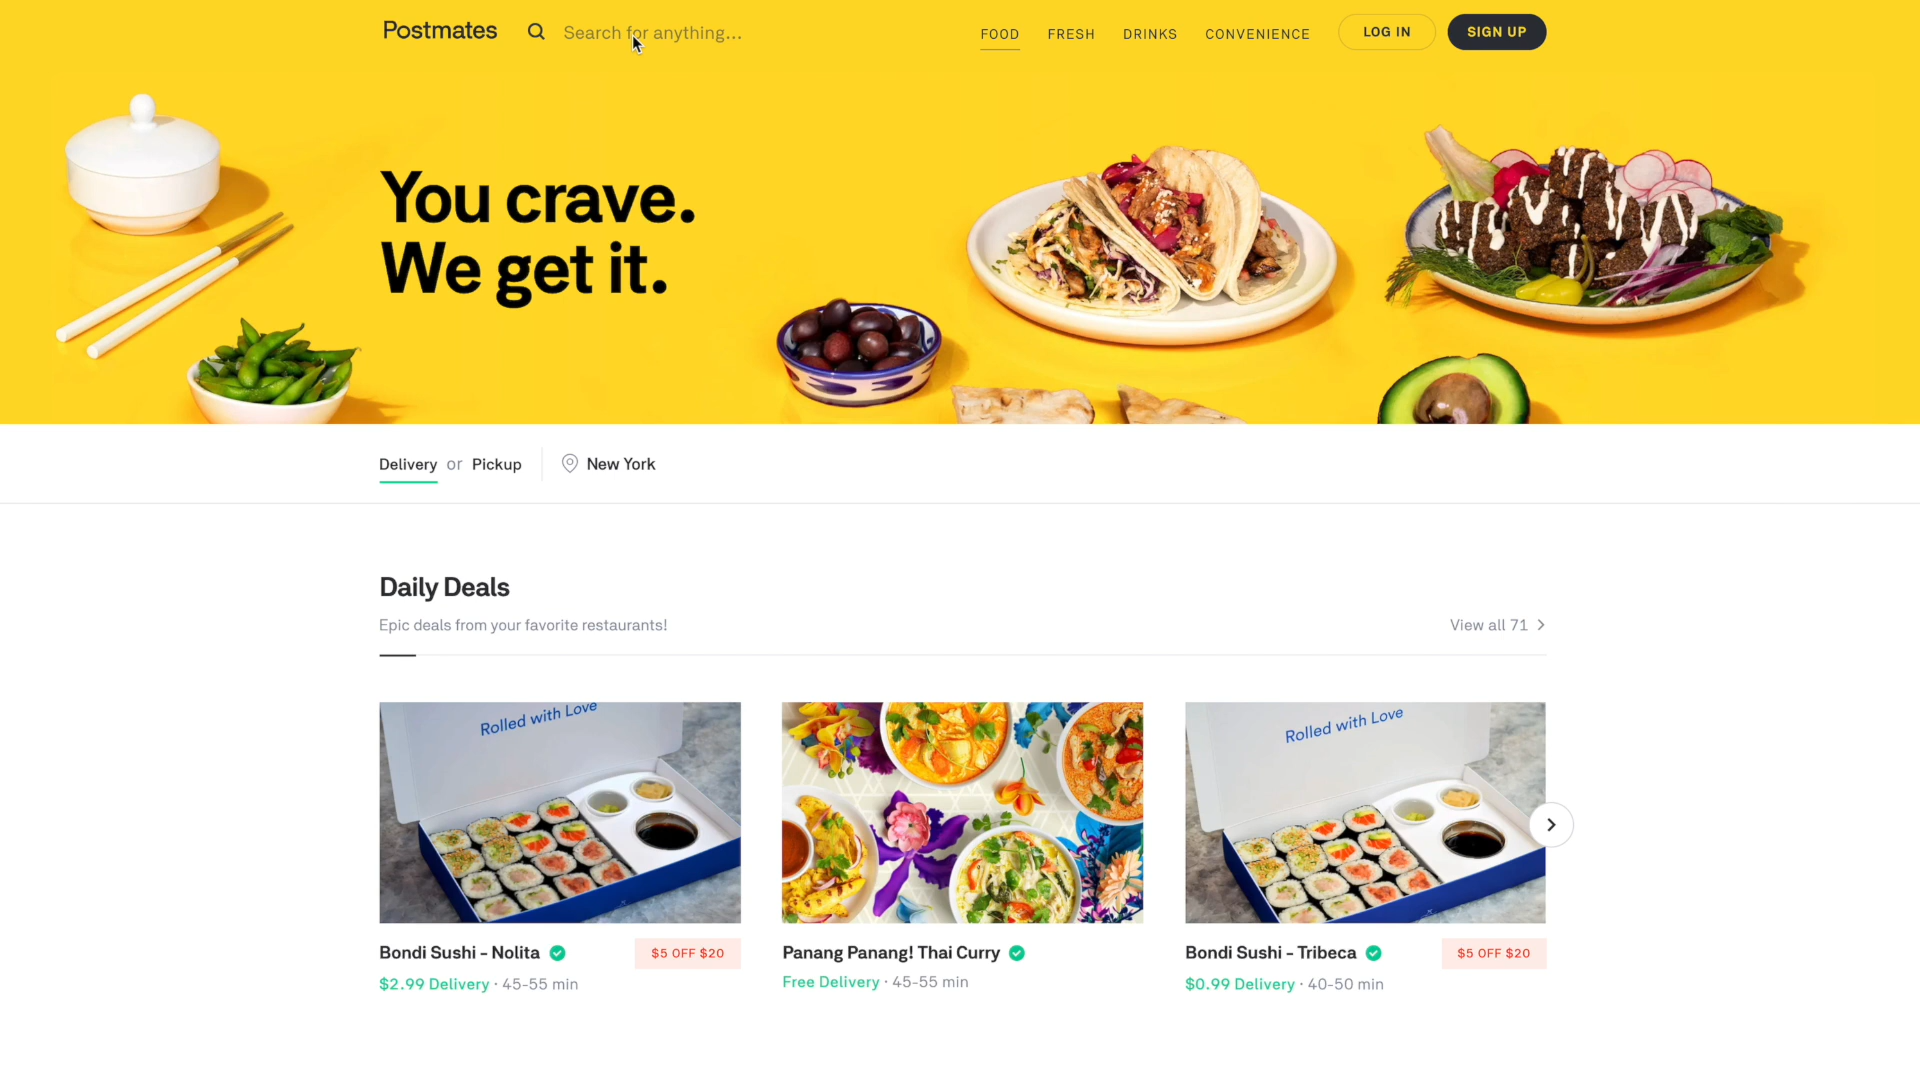 Postmates
Search for anything...
FOOD
FRESH
DRINKS
CONVENIENCE
LOG IN
SIGN UP
You crave.
We get it.
Delivery or Pickup
New York
Daily Deals
Epic deals from your favorite restaurants!
View all 71
Rolled with Love
Rolled with Love
Bondi Sushi - Nolita
$5 OFF $20
$2.99 Delivery · 45-55 min
Panang Panang! Thai Curry
Free Delivery · 45-55 min
Bondi Sushi - Tribeca
$5 OFF $20
$0.99 Delivery · 40-50 min